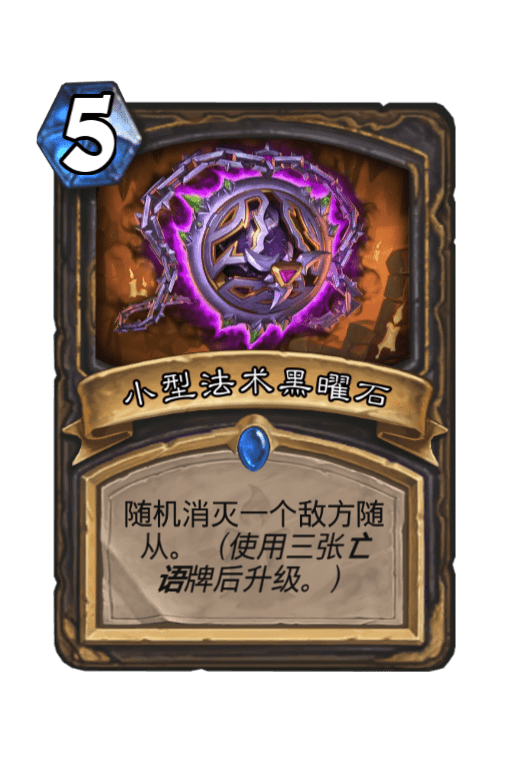 5
小型法术黑曜石
随机消灭一个敌方随
从。（使用三张亡
语牌后升级。）